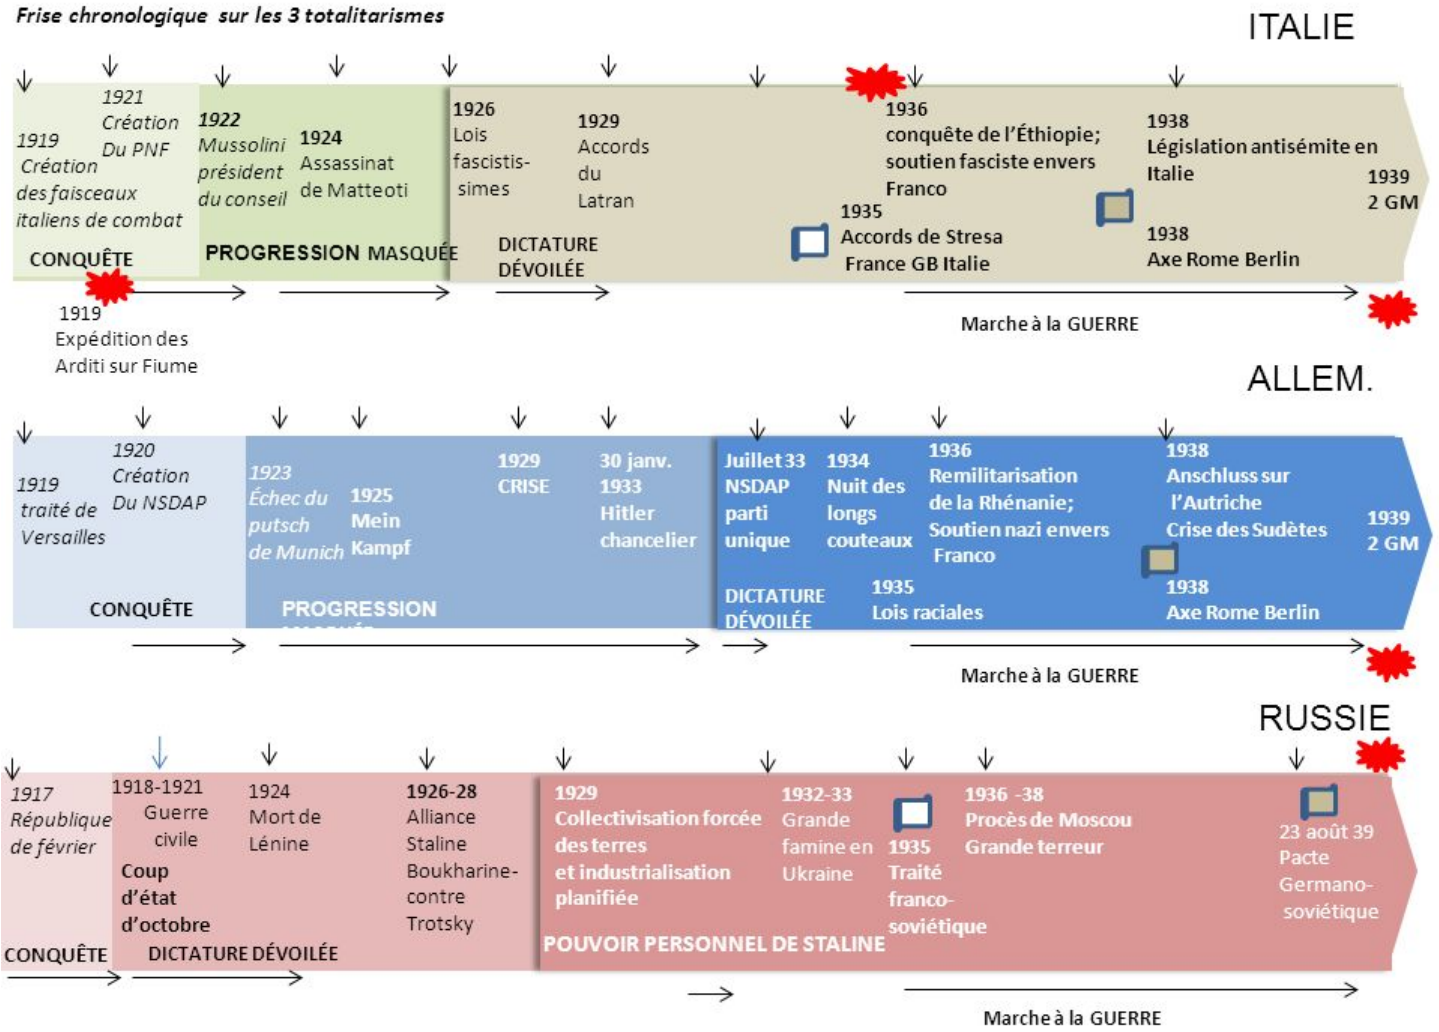 Frise chronologique sur les 3 totalitarismes
ITALIE
1919
Création
des faisceaux
italiens de combat
1921
Création
Du PNF
1922
Mussolini
président
du conseil
1924
Assassinat
de Matteoti
1926
Lois
fascistis-
simes
1929
Accords
du
Latran
1936
conquête de l'Éthiopie;
soutien fasciste envers
Franco
1935
Accords de Stresa
France GB Italie
1938
Législation antisémite en
Italie
1938
Axe Rome Berlin
1939
2 GM
CONQUÊTE
PROGRESSION MASQUÉE
DICTATURE
DÉVOILÉE
1919
Expédition des
Arditi sur Fiume
Marche à la GUERRE
ALLEM.
1919
traité de
Versailles
1920
Création
Du NSDAP
1923
Échec du
putsch
de Munich
1925
Mein
Kampf
1929
CRISE
30 janv.
1933
Hitler
chancelier
Juillet 33
NSDAP
parti
unique
1934
Nuit des
longs
couteaux
1936
Remilitarisation
de la Rhénanie;
Soutien nazi envers
Franco
1935
Lois raciales
1938
Anschluss sur
l'Autriche
Crise des Sudètes
1938
Axe Rome Berlin
1939
2 GM
CONQUÊTE
PROGRESSION
DICTATURE
DÉVOILÉE
Marche à la GUERRE
RUSSIE
1917
République
de février
1918-1921
Guerre
civile
Coup
d'état
d'octobre
1924
Mort de
Lénine
1926-28
Alliance
Staline
Boukharine-
contre
Trotsky
1929
Collectivisation forcée
des terres
et industrialisation
planifiée
1932-33
Grande
famine en
Ukraine
1935
Traité
franco-
soviétique
1936 -38
Procès de Moscou
Grande terreur
23 août 39
Pacte
Germano-
soviétique
CONQUÊTE
DICTATURE DÉVOILÉE
POUVOIR PERSONNEL DE STALINE
Marche à la GUERRE